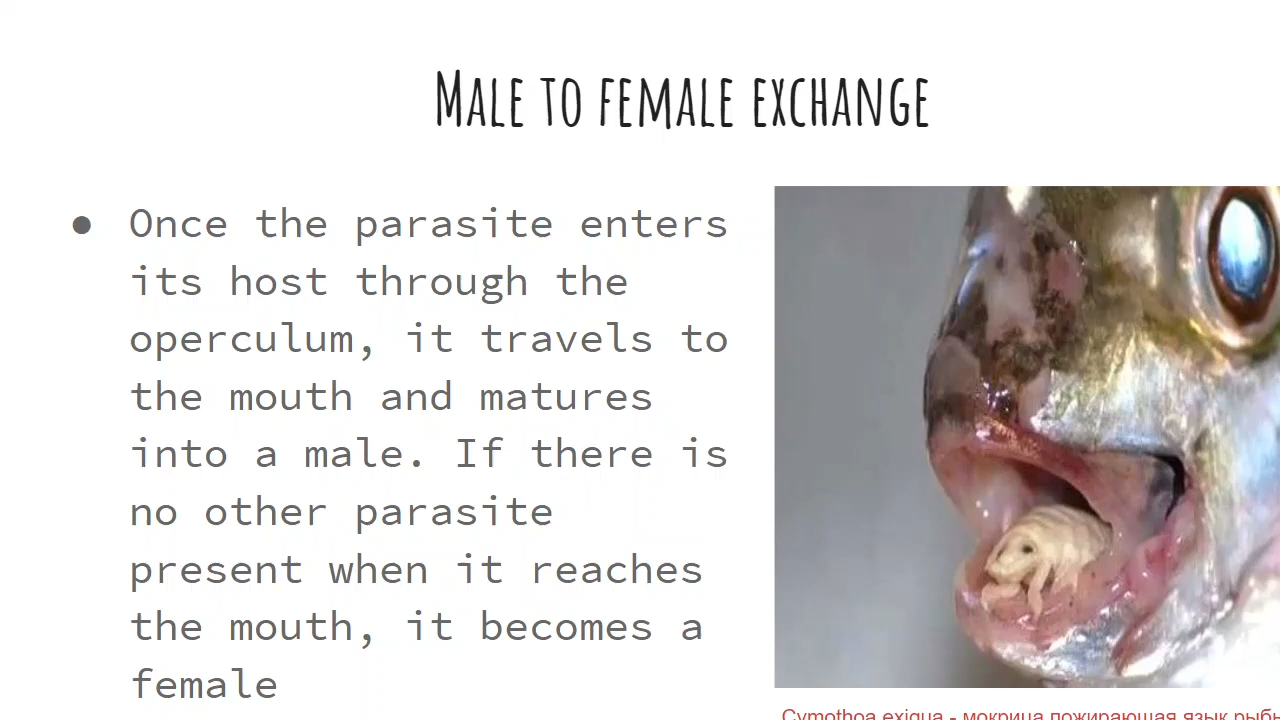 Male to female exchange
● Once the parasite enters
its host through the
operculum, it travels to
the mouth and matures
into a male. If there is
no other parasite
present when it reaches
the mouth, it becomes a
female
Cymothoa exigua - мокрица пожирающая язык рыбы